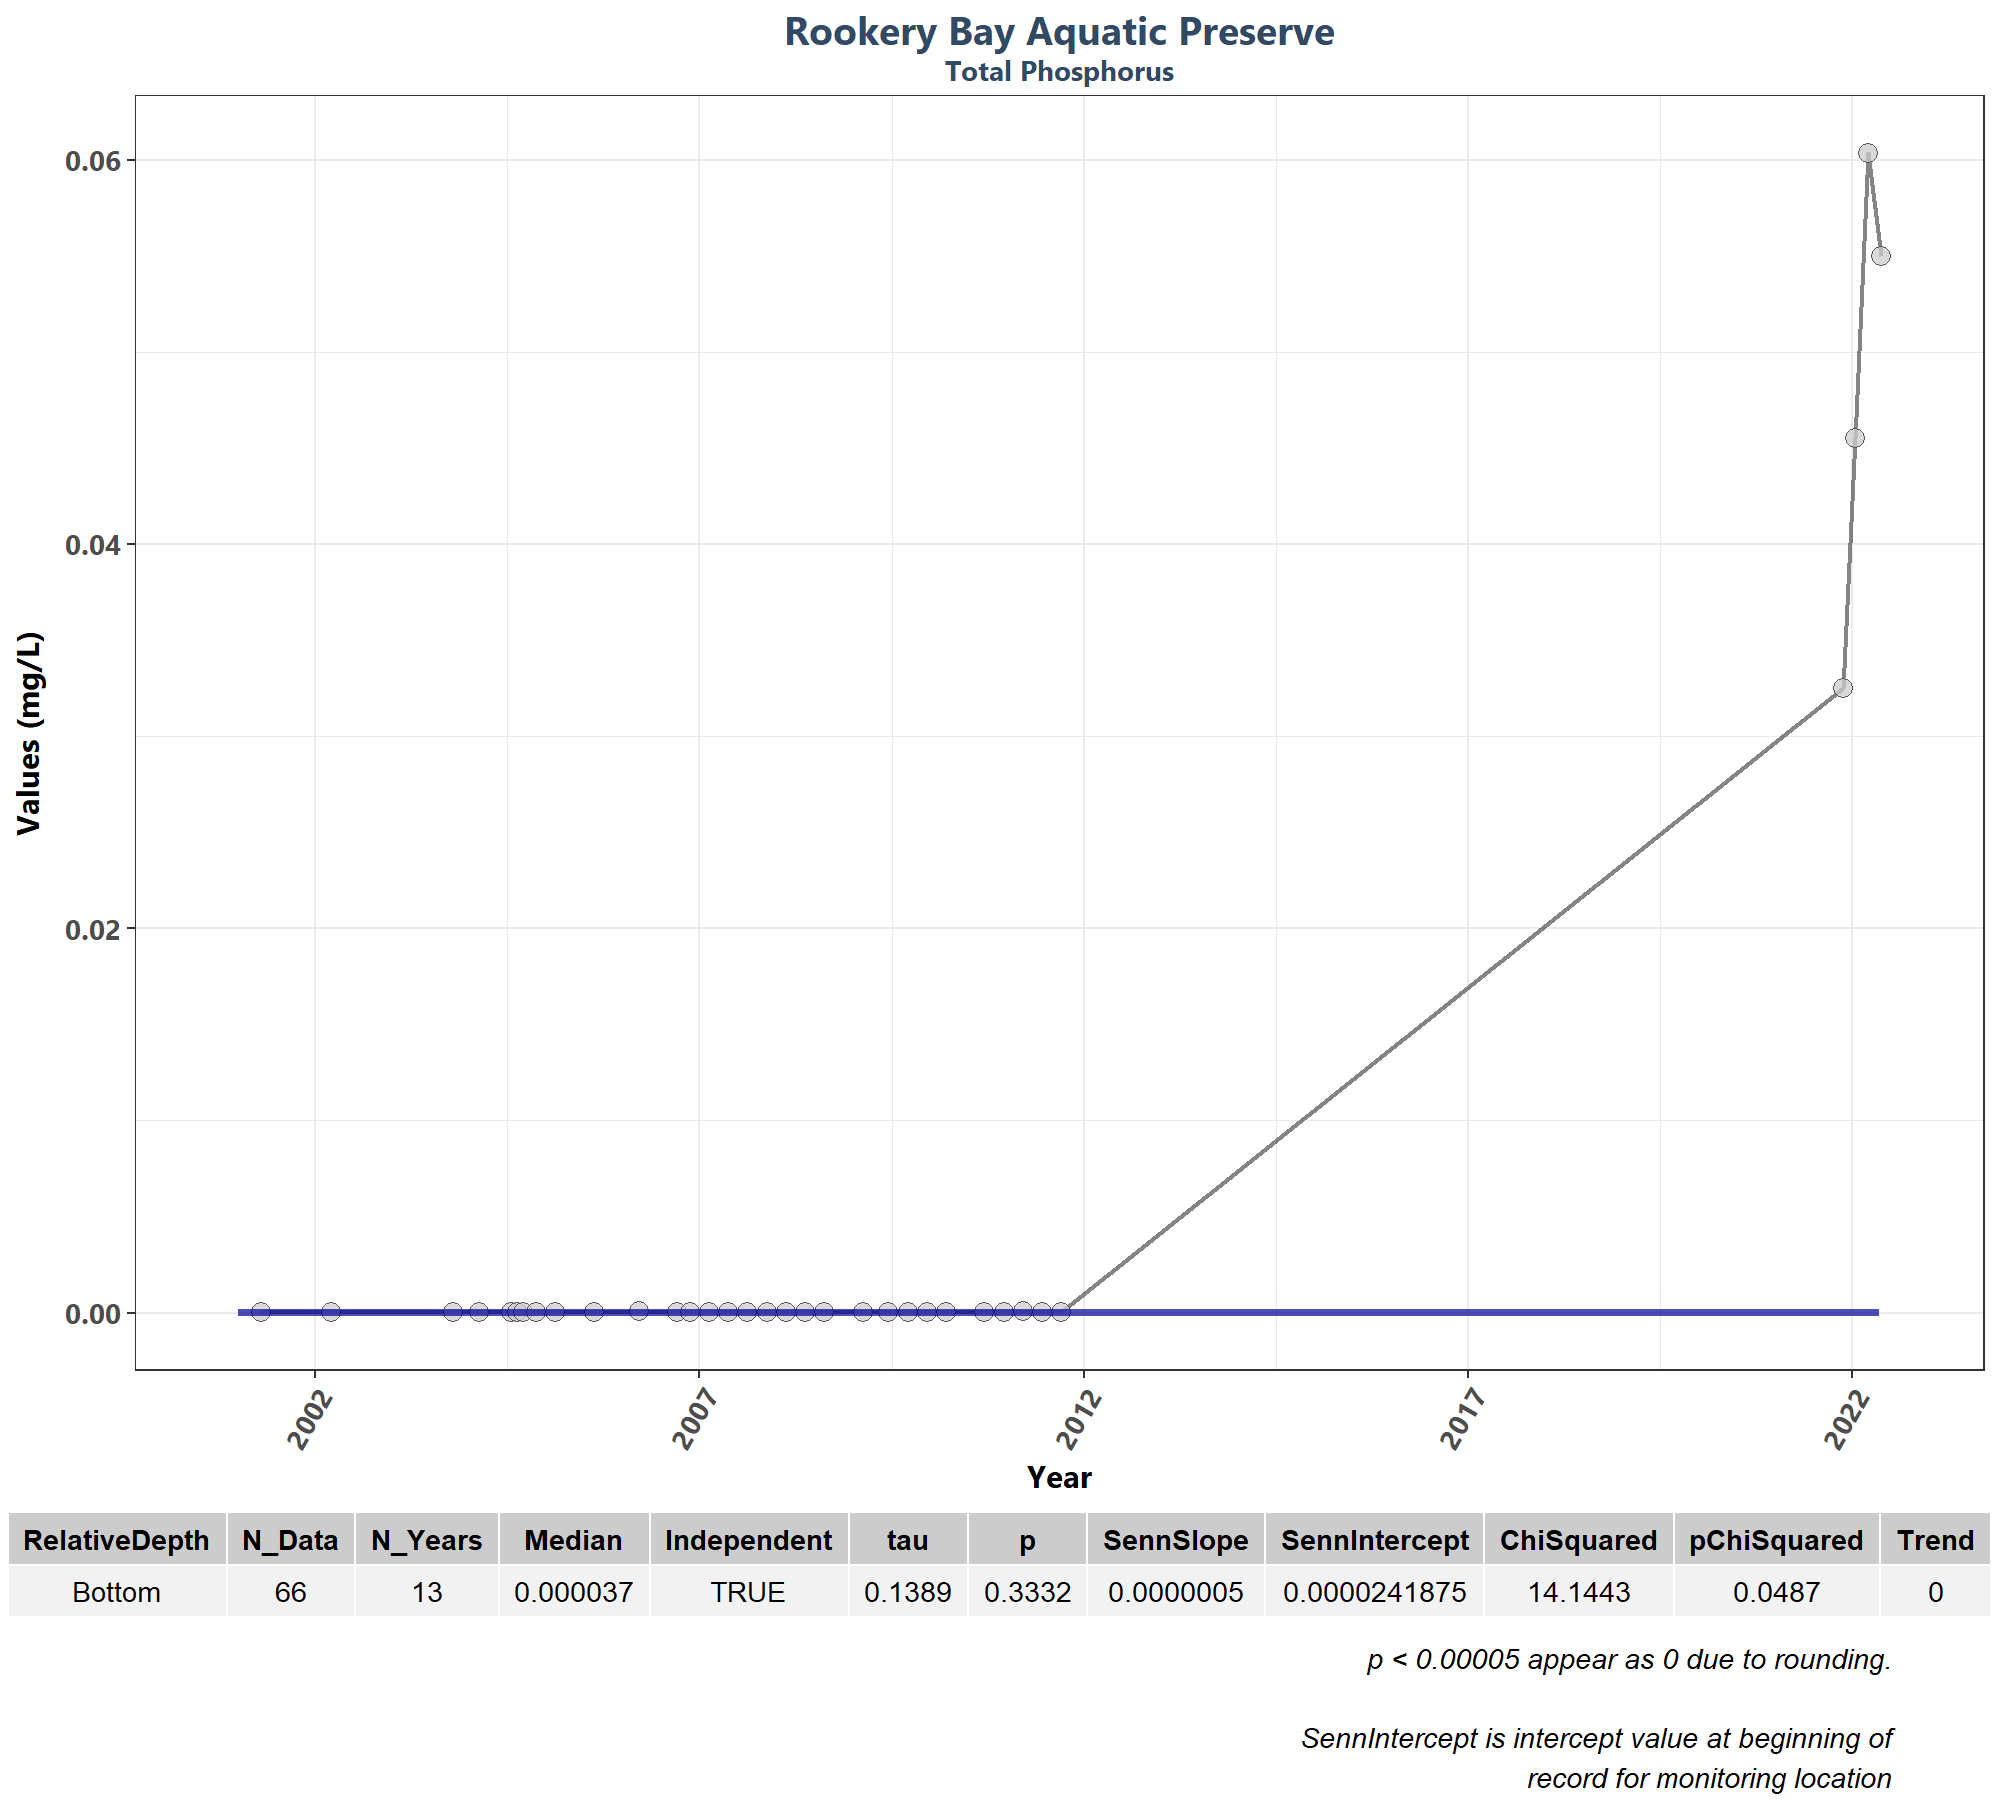 Rookery Bay Aquatic Preserve
Total Phosphorus
0.06
0.04
0.02
0.00
Values (mg/L)
2002
2007
2012
2017
2022
Year
RelativeDepth N_Data N_Years Median Independent tau p SennSlope SennIntercept ChiSquared pChiSquared Trend
Bottom 66 13 0.000037 TRUE 0.1389 0.3332 0.0000005 0.0000241875 14.1443 0.0487 0
p < 0.00005 appear as 0 due to rounding.
SennIntercept is intercept value at beginning of
record for monitoring location